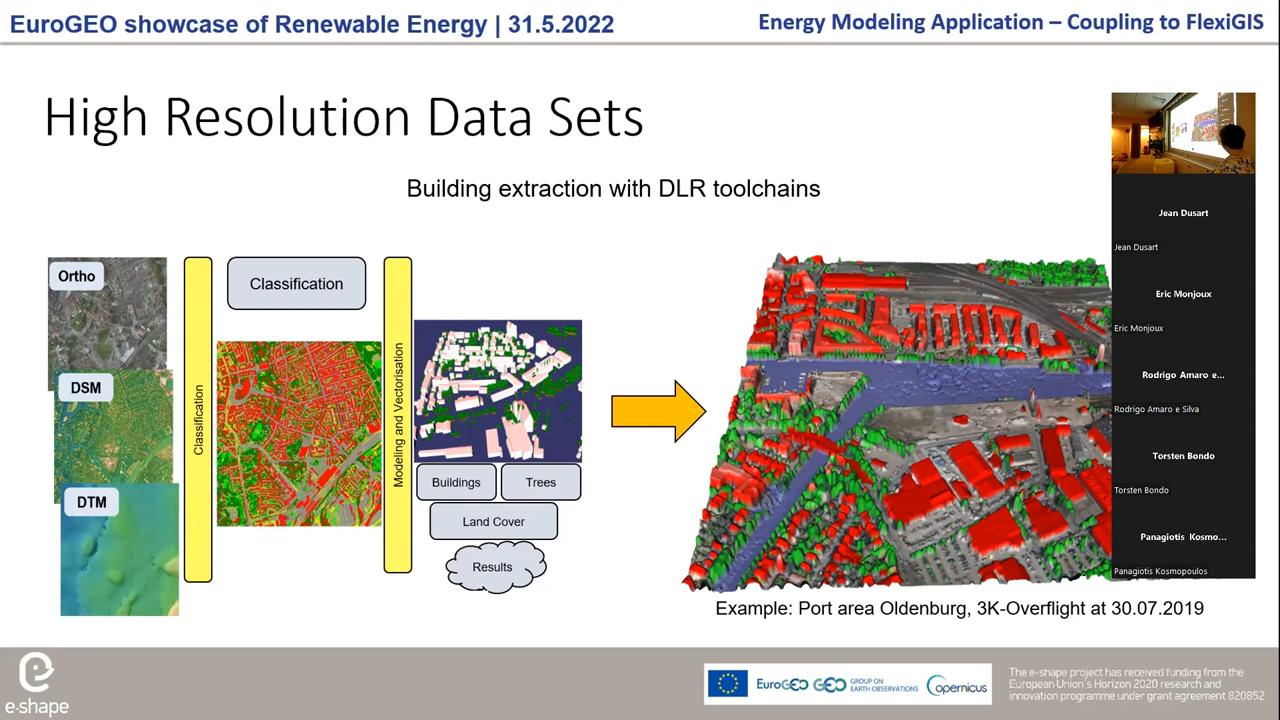 EuroGEO showcase of Renewable Energy | 31.5.2022
Energy Modeling Application – Coupling to FlexiGIS
High Resolution Data Sets
Building extraction with DLR toolchains
Ortho
DSM
DTM
Classification
Classification
Modeling and Vectorisation
Buildings
Trees
Land Cover
Results
Example: Port area Oldenburg, 3K-Overflight at 30.07.2019
Jean Dusart
Jean Dusart
Eric Monjoux
Eric Monjoux
Rodrigo Amaro e...
Rodrigo Amaro e Silva
Torsten Bondo
Torsten Bondo
Panagiotis Kosmo...
Panagiotis Kosmopoulos
e-shape
EuroGEO
GEO GROUP ON
EARTH OBSERVATIONS
Copernicus
The e-shape project has received funding from the
European Union's Horizon 2020 research and
innovation programme under grant agreement 820852